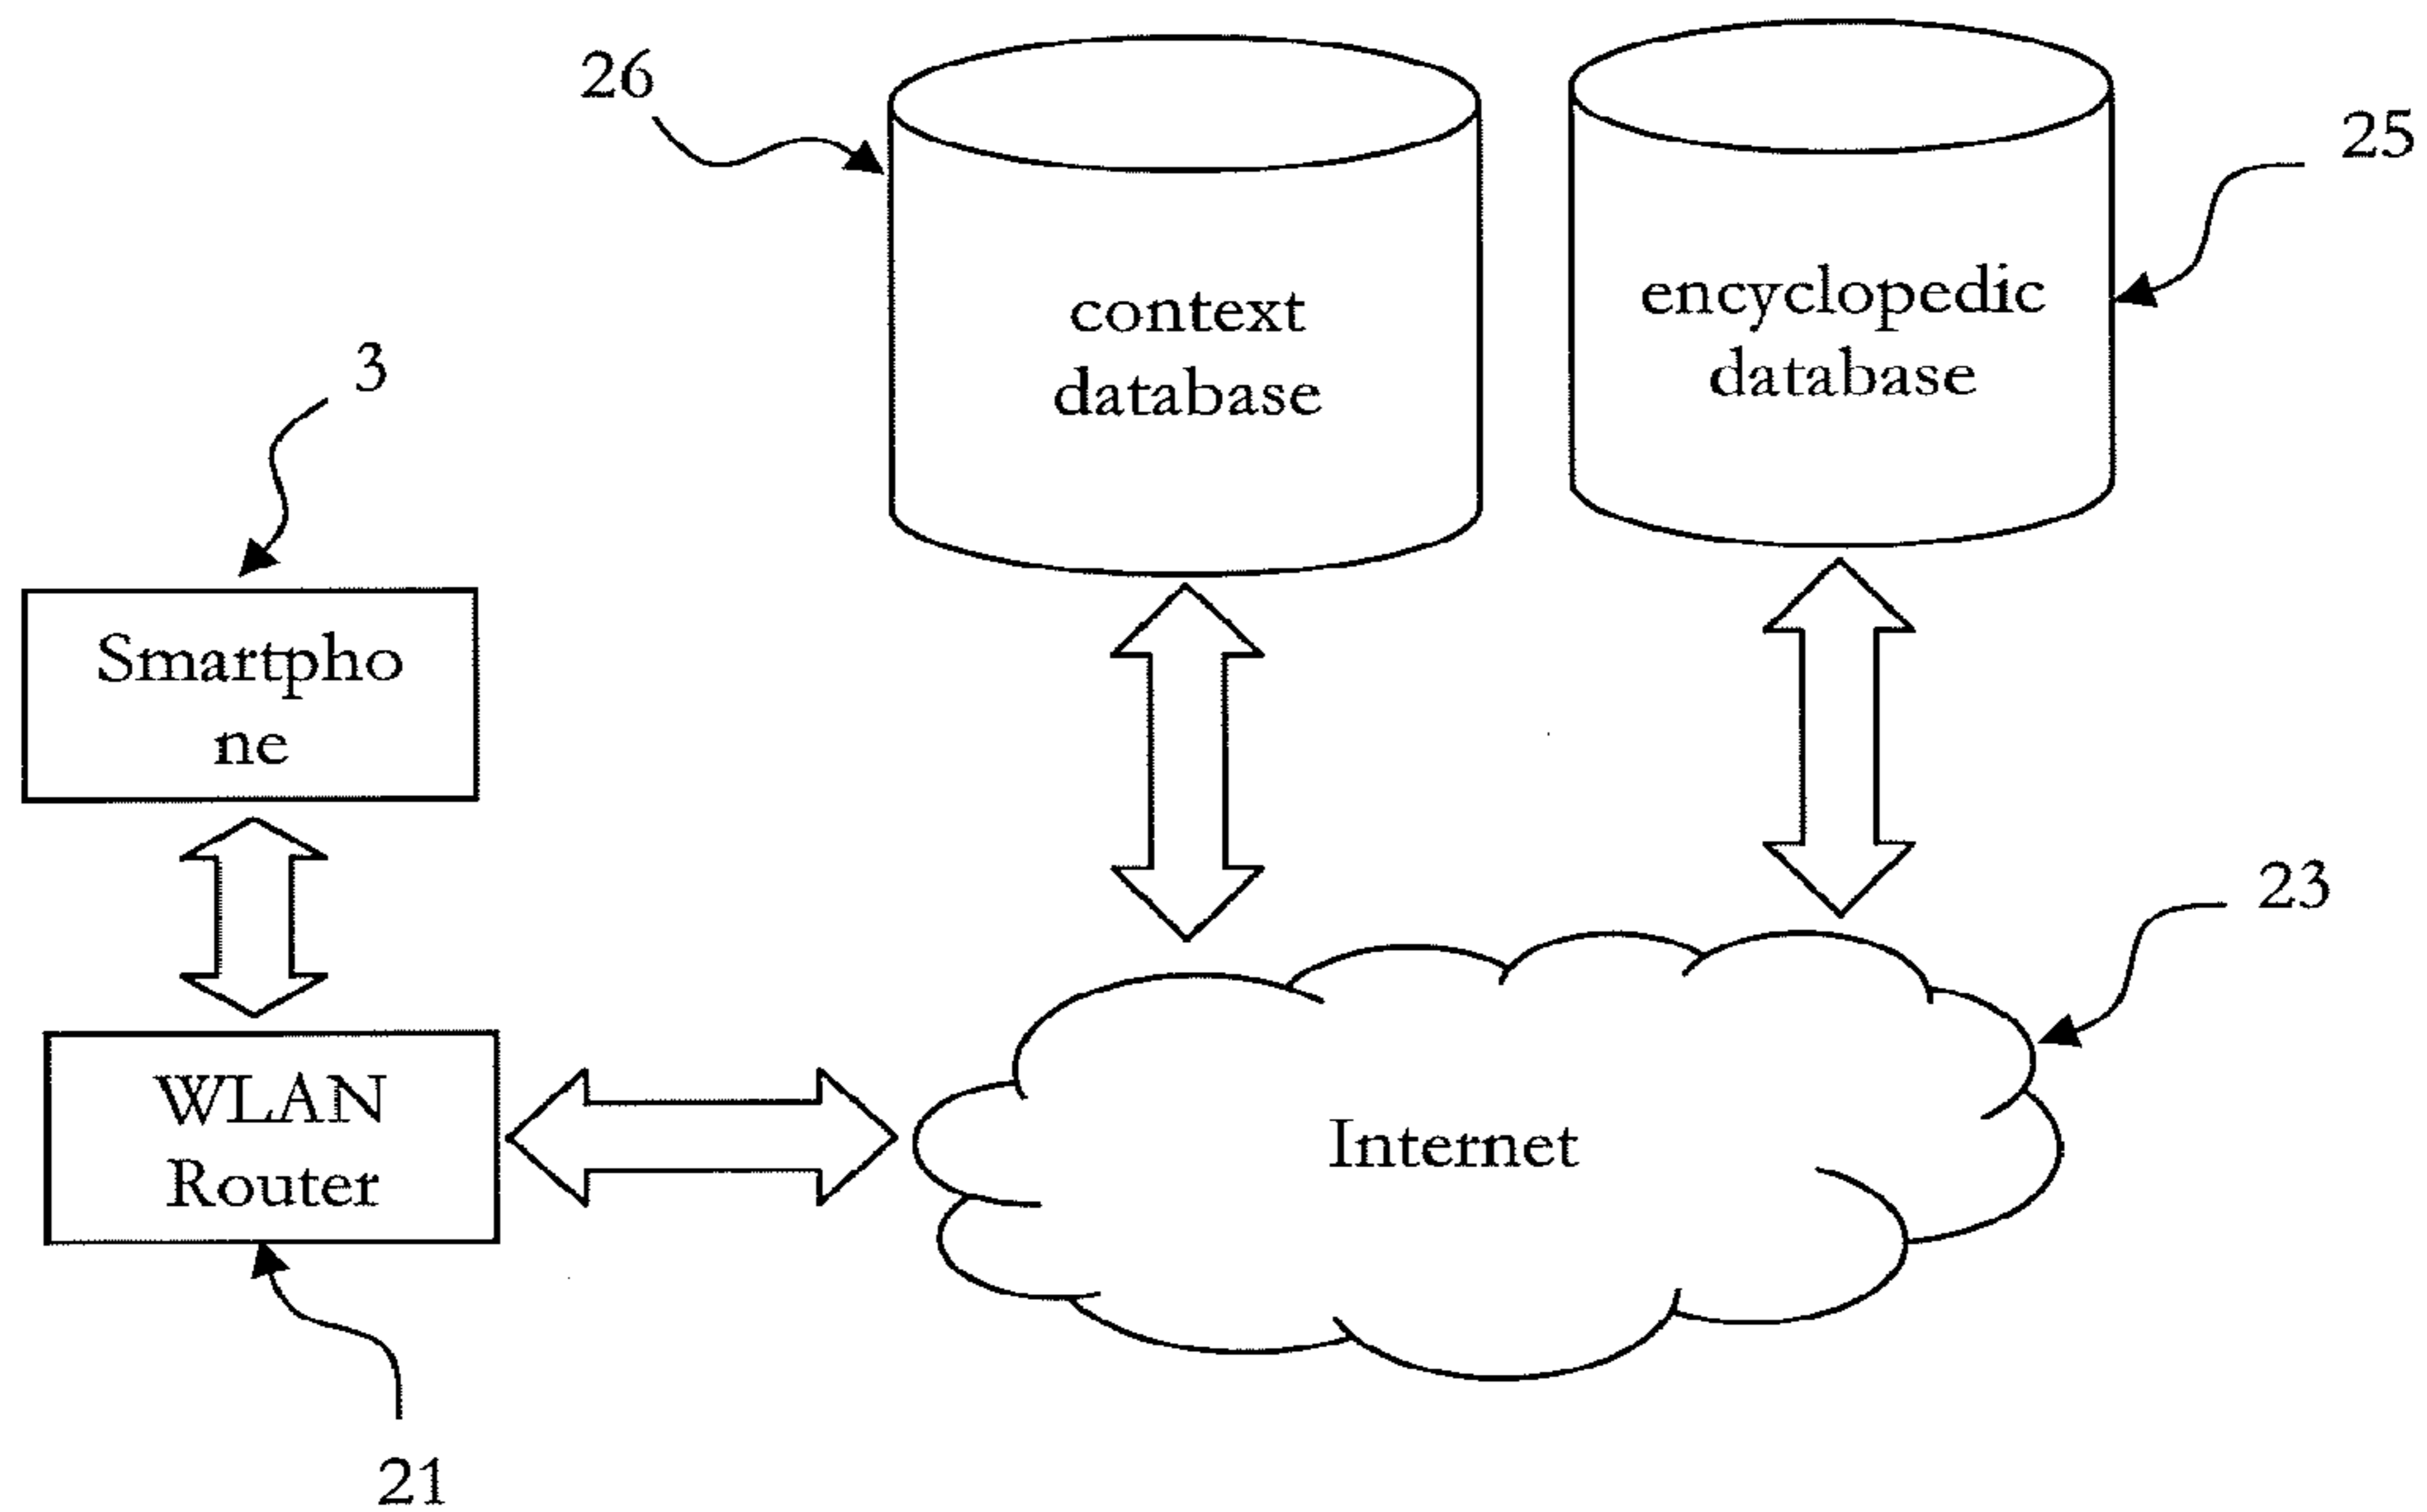 26
25
context
database
encyclopedic
database
3
Smartpho
ne
23
WLAN
Router
Internet
21